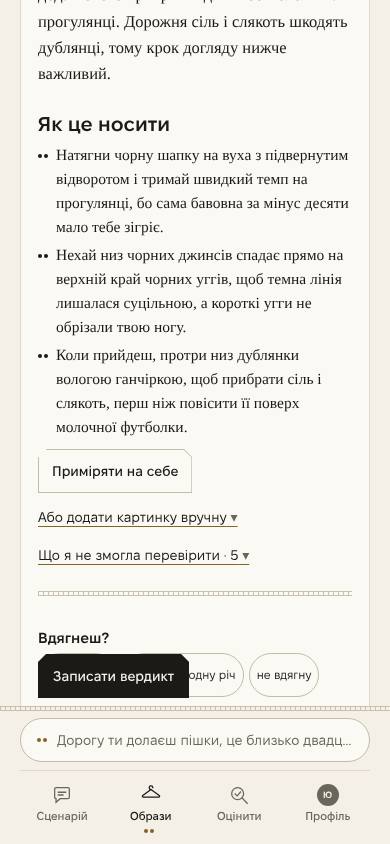 прогулянці. Дорожня сіль і слякоть шкодять
дублянці, тому крок догляду нижче
важливий.
Як це носити
Натягни чорну шапку на вуха з підвернутим
відворотом і тримай швидкий темп на
прогулянці, бо сама бавовна за мінус десяти
мало тебе зігріє.
Нехай низ чорних джинсів спадає прямо на
верхній край чорних уггів, щоб темна лінія
лишалася суцільною, а короткі угги не
обрізали твою ногу.
Коли прийдеш, протри низ дублянки
вологою ганчіркою, щоб прибрати сіль і
слякоть, перш ніж повісити її поверх
молочної футболки.
Приміряти на себе
Або додати картинку вручну ▾
Що я не змогла перевірити · 5 ▾
Вдягнеш?
Записати вердикт
одну річ
не вдягну
Дорогу ти долаєш пішки, це близько двадц...
Сценарій
Образи
Оцінити
Ю
Профіль